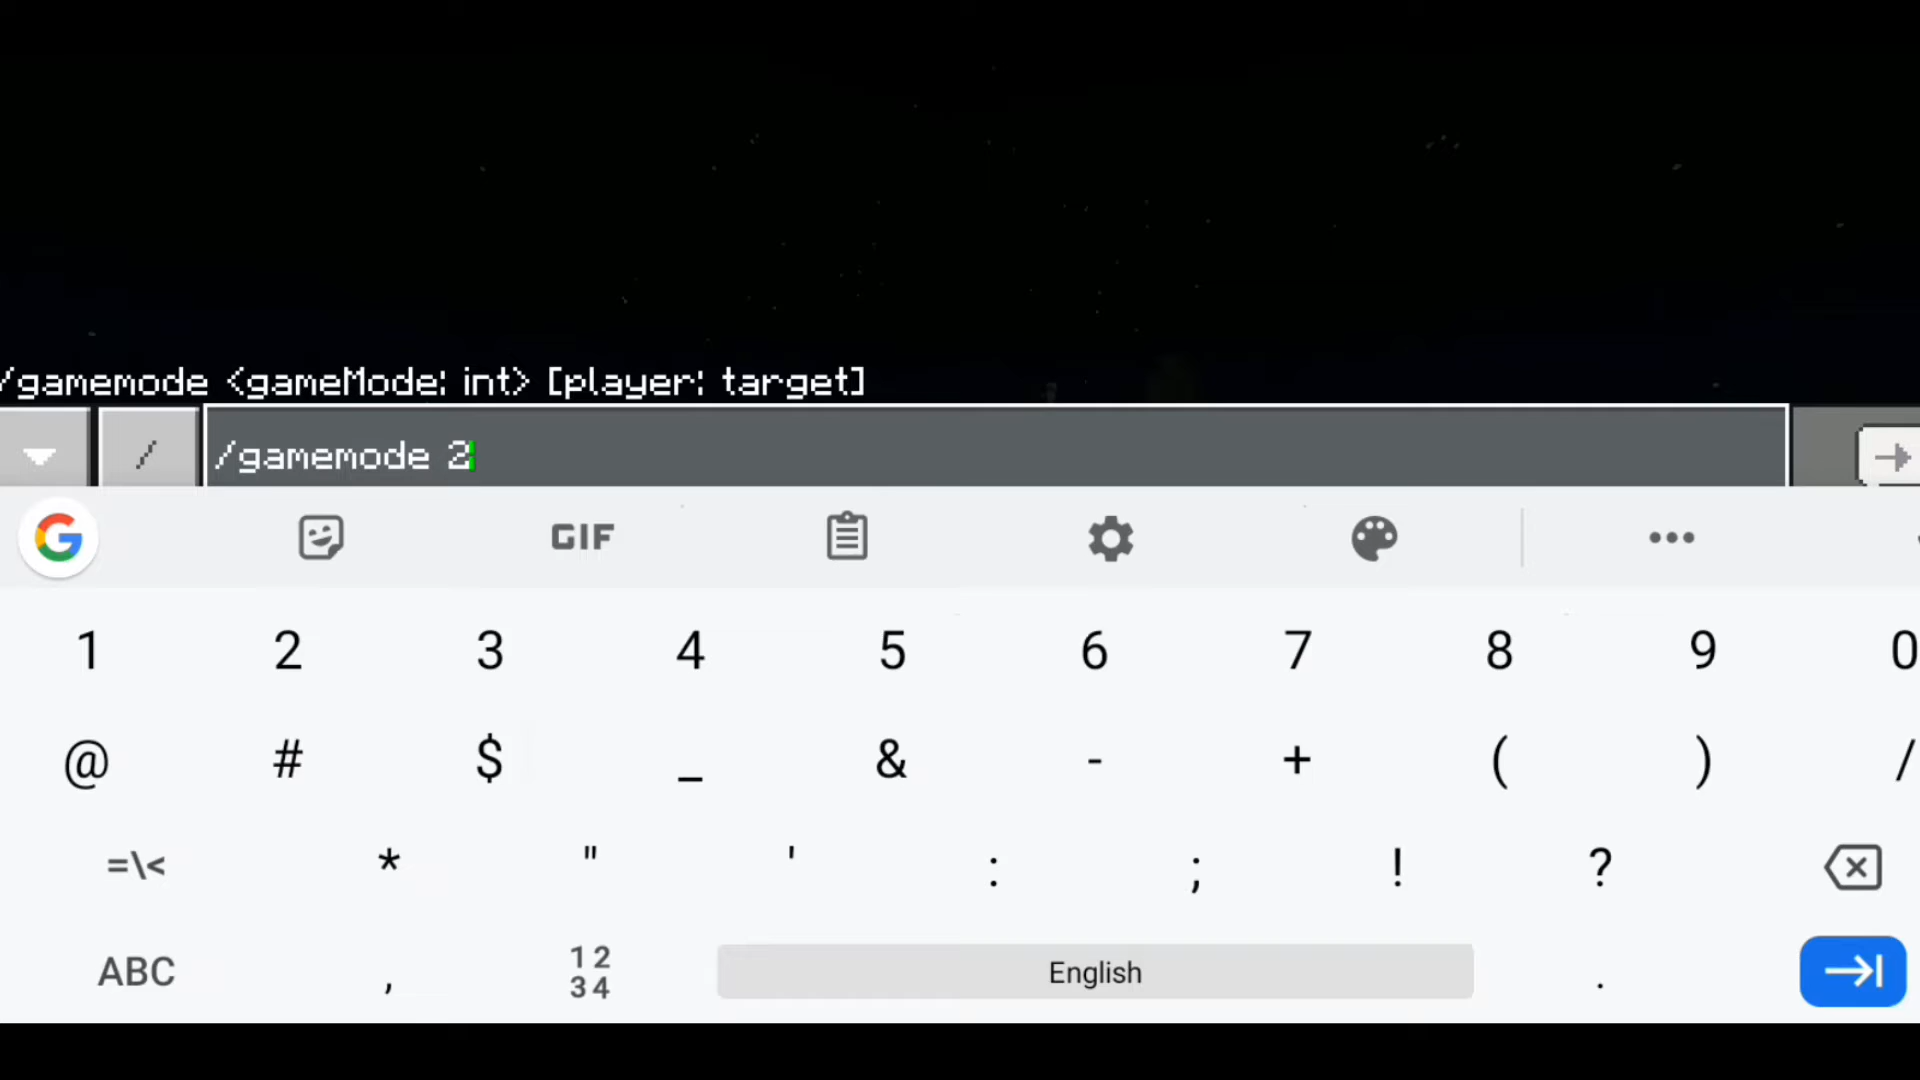 /gamemode <gameMode: int> [player: target]
/ /gamemode 2
G GIF
1 2 3 4 5 6 7 8 9 0
@ # $ _ & - + ( ) /
=\< * " ' : ; ! ?
ABC , 12 34 English .